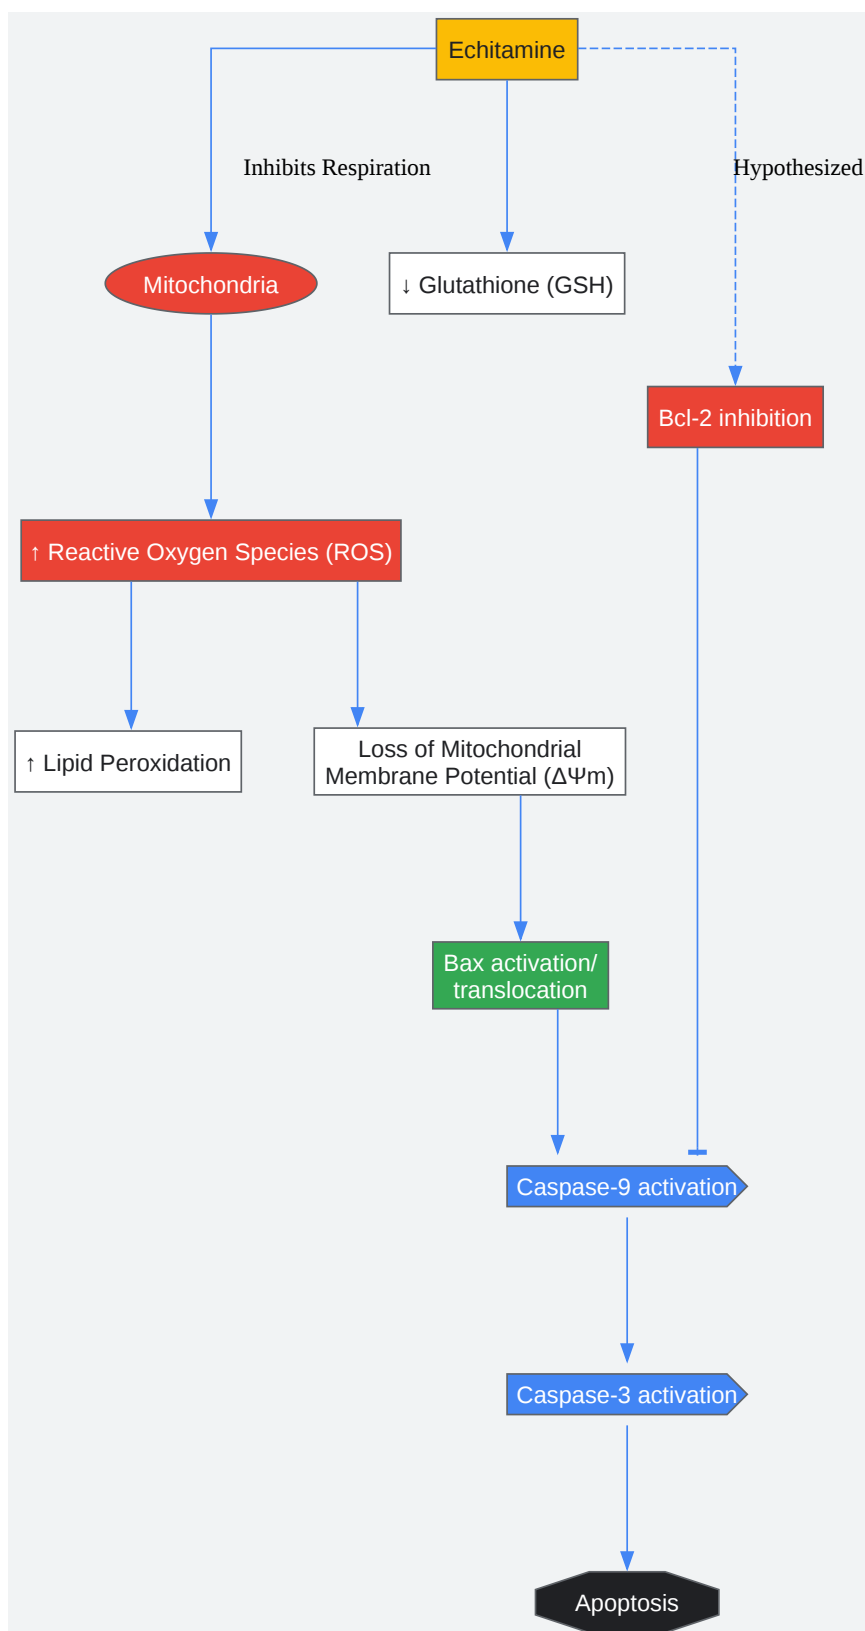 Echitamine
Inhibits Respiration
Hypothesized
Mitochondria
↓ Glutathione (GSH)
Bcl-2 inhibition
↑ Reactive Oxygen Species (ROS)
↑ Lipid Peroxidation
Loss of Mitochondrial
Membrane Potential (ΔΨm)
Bax activation/
translocation
Caspase-9 activation
Caspase-3 activation
Apoptosis